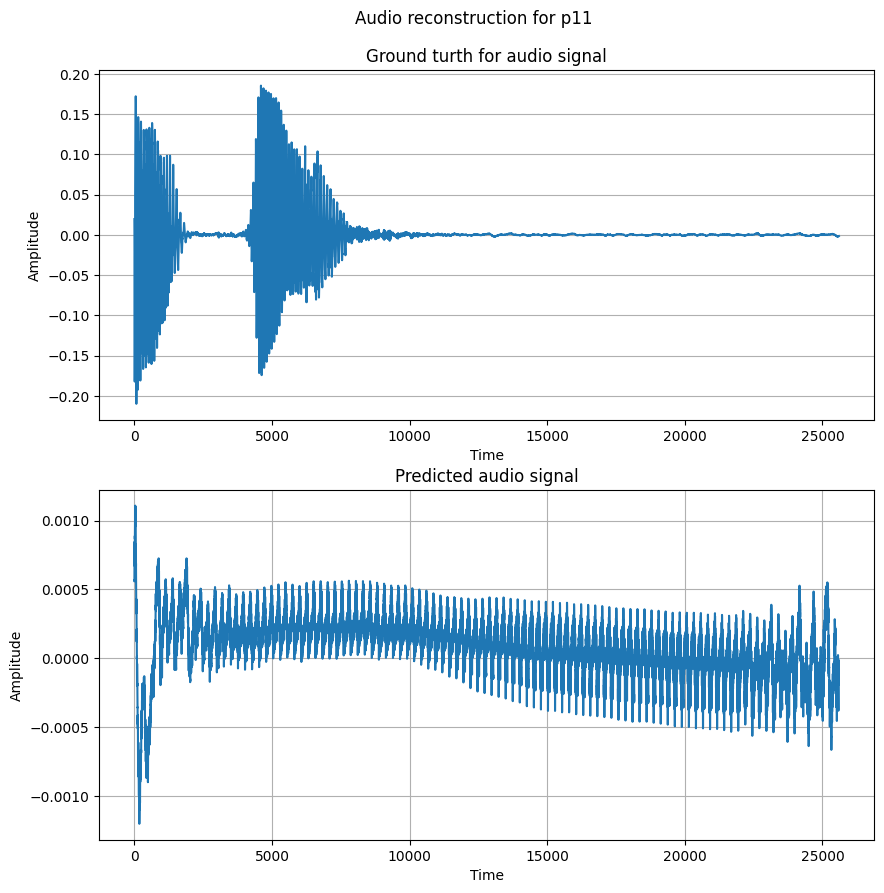 Audio reconstruction for p11
Ground turth for audio signal
0.20
0.15
0.10
0.05
0.00
−0.05
−0.10
−0.15
−0.20
Amplitude
0 5000 10000 15000 20000 25000
Time
Predicted audio signal
0.0010
0.0005
0.0000
−0.0005
−0.0010
Amplitude
0 5000 10000 15000 20000 25000
Time